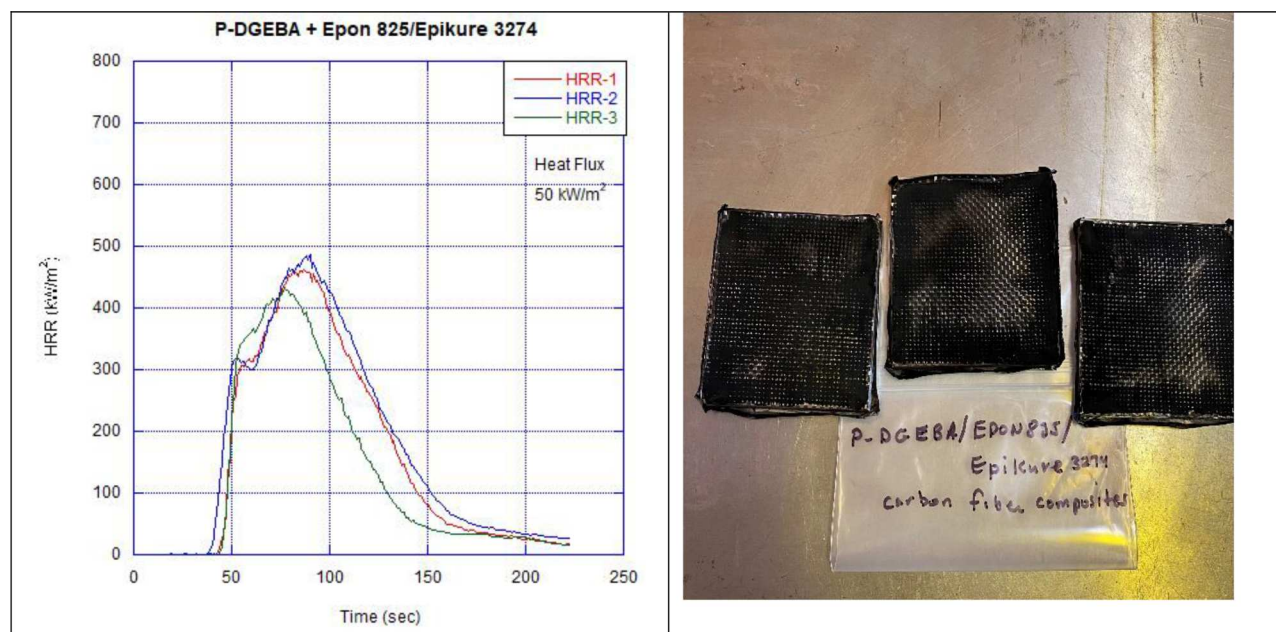 P-DGEBA + Epon 825/Epikure 3274
800
700
600
500
400
300
200
100
0
HRR (kW/m²)
HRR-1
HRR-2
HRR-3
Heat Flux
50 kW/m²
0 50 100 150 200 250
Time (sec)
P-DGEBA/EPON825/
Epikure 3274
carbon fiber composites